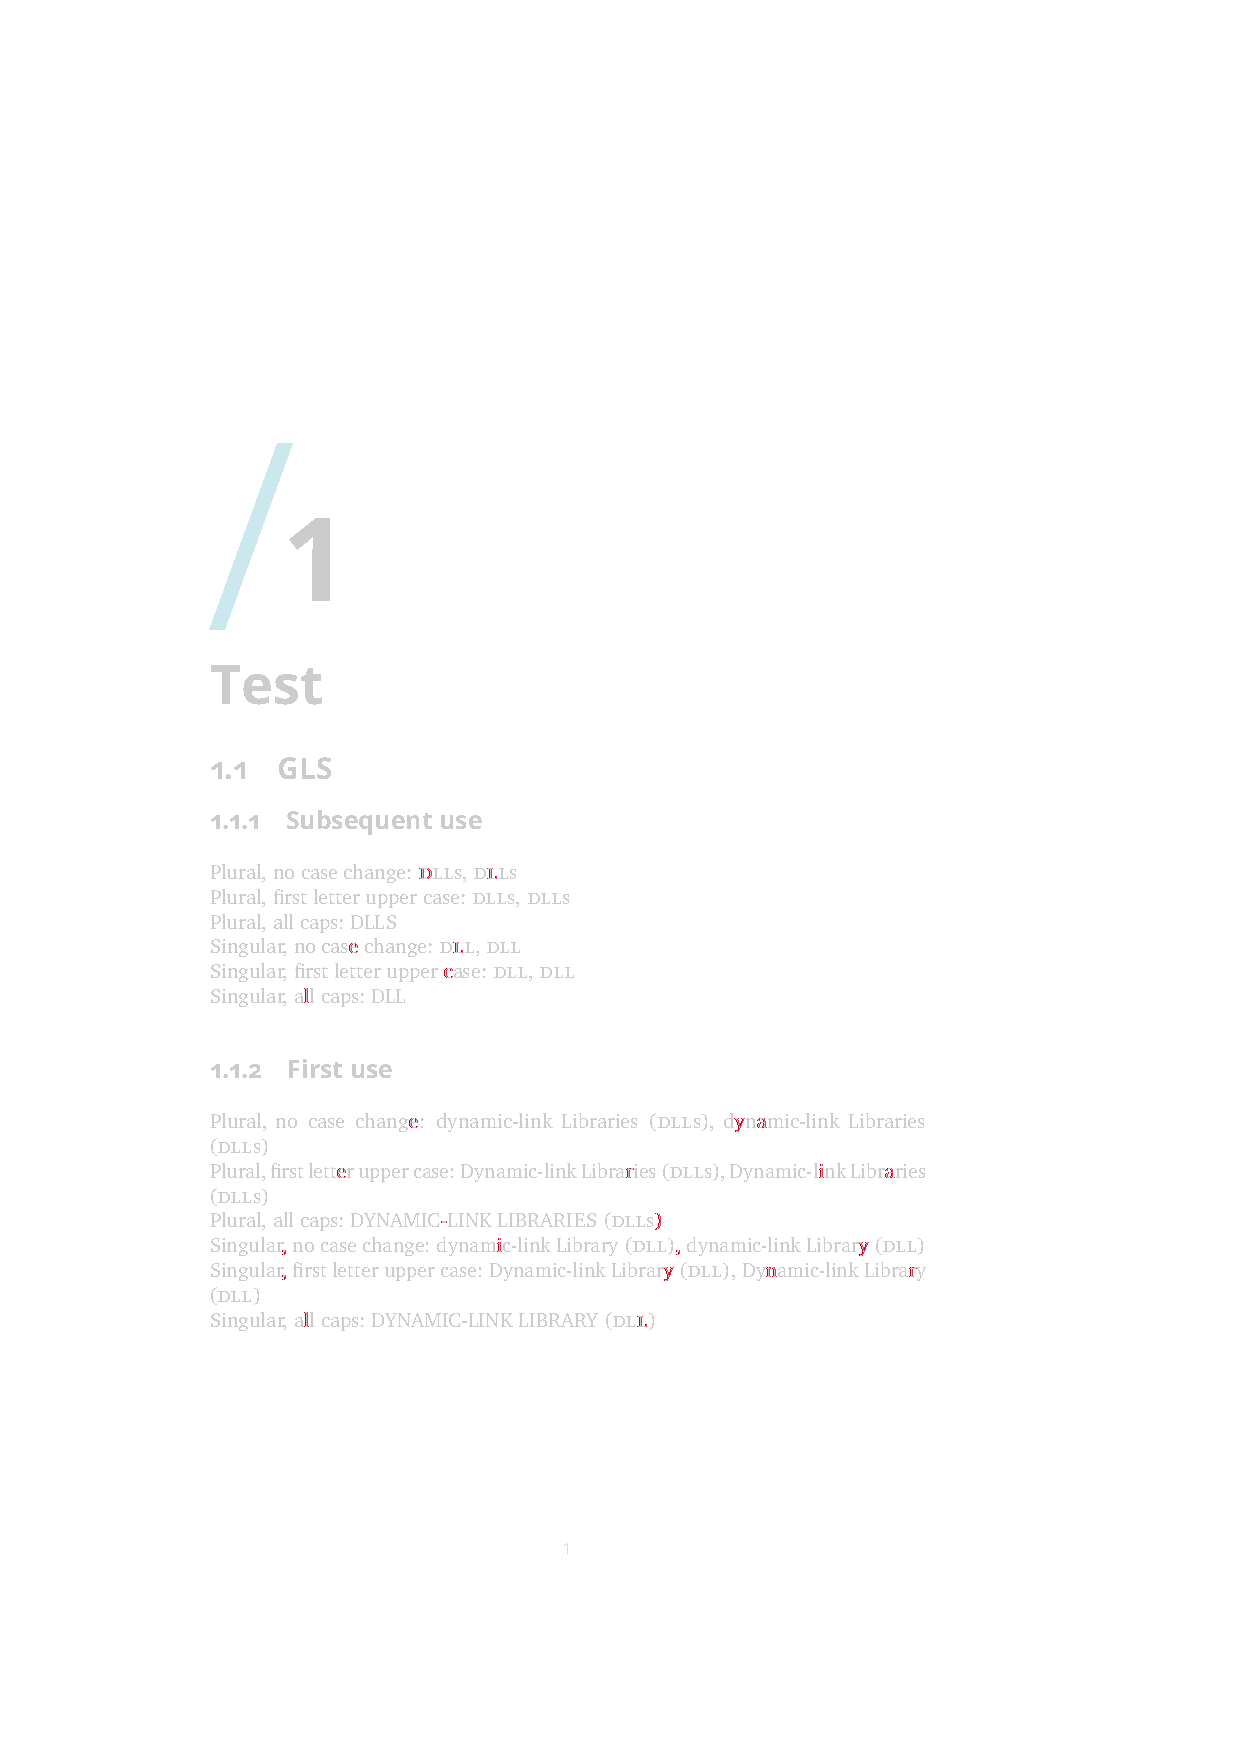 /1
Test
1.1 GLS
1.1.1 Subsequent use
Plural, no case change: DLLs, DLLs
Plural, first letter upper case: DLLs, DLLs
Plural, all caps: DLLS
Singular, no case change: DLL, DLL
Singular, first letter upper case: DLL, DLL
Singular, all caps: DLL
1.1.2 First use
Plural, no case change: dynamic-link Libraries (DLLs), dynamic-link Libraries
(DLLs)
Plural, first letter upper case: Dynamic-link Libraries (DLLs), Dynamic-link Libraries
(DLLs)
Plural, all caps: DYNAMIC-LINK LIBRARIES (DLLs)
Singular, no case change: dynamic-link Library (DLL), dynamic-link Library (DLL)
Singular, first letter upper case: Dynamic-link Library (DLL), Dynamic-link Library
(DLL)
Singular, all caps: DYNAMIC-LINK LIBRARY (DLL)
1